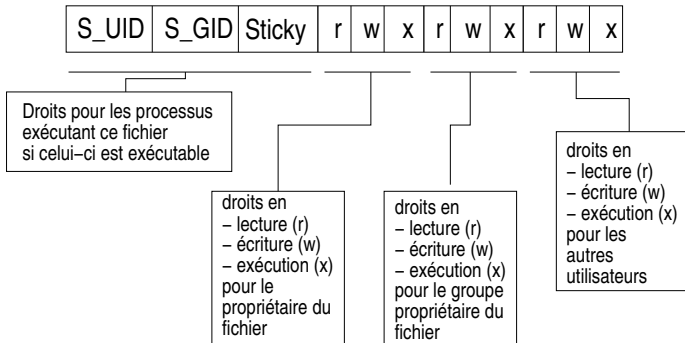 S_UID S_GID Sticky r w x r w x r w x
Droits pour les processus
exécutant ce fichier
si celui–ci est exécutable
droits en
– lecture (r)
– écriture (w)
– exécution (x)
pour le
propriétaire du
fichier
droits en
– lecture (r)
– écriture (w)
– exécution (x)
pour le groupe
propriétaire du
fichier
droits en
– lecture (r)
– écriture (w)
– exécution (x)
pour les
autres
utilisateurs